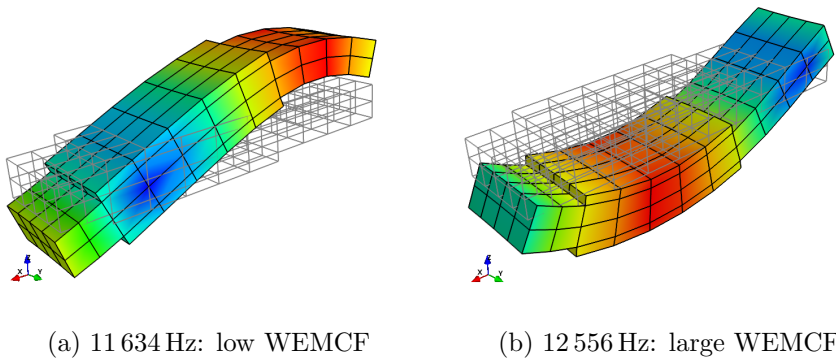 Z
X
Y
Z
X
Y
(a) 11 634 Hz: low WEMCF
(b) 12 556 Hz: large WEMCF